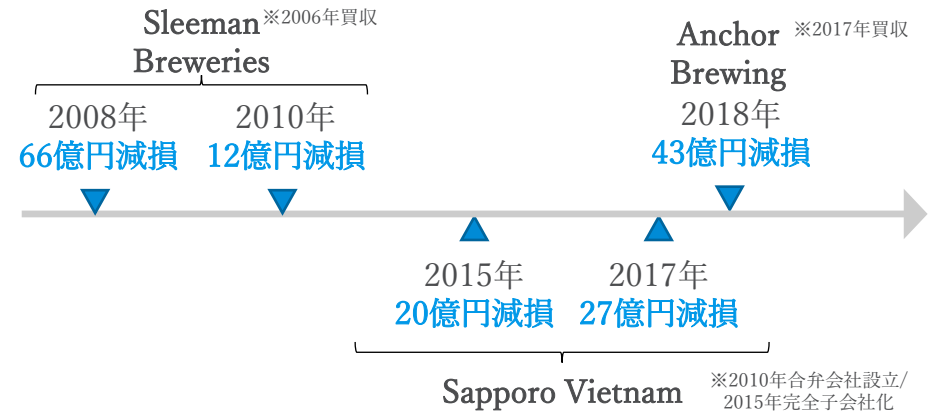 Sleeman ※2006年買収
Breweries
2008年
66億円減損
2010年
12億円減損
Anchor ※2017年買収
Brewing
2018年
43億円減損
2015年
20億円減損
2017年
27億円減損
Sapporo Vietnam
※2010年合弁会社設立/
2015年完全子会社化